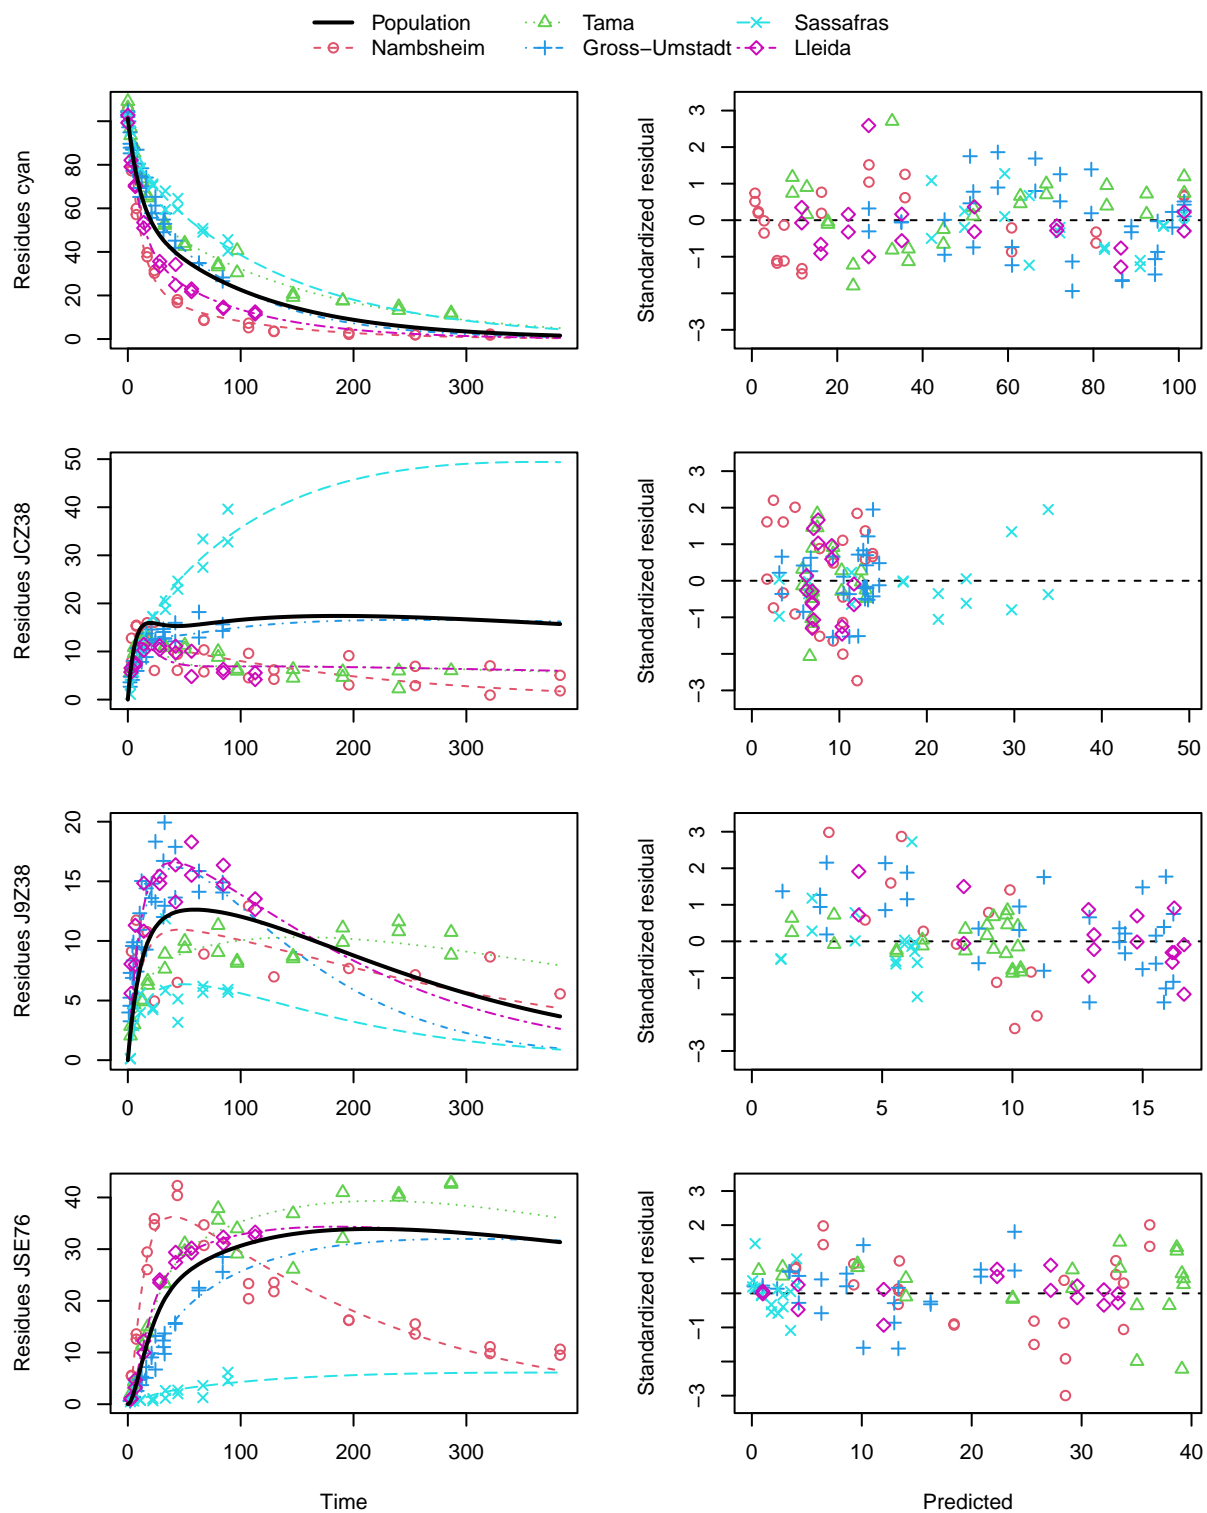 Population Tama Sassafras
Nambsheim Gross−Umstadt Lleida
Residues cyan
0 20 40 60 80
0 100 200 300
Standardized residual
−3 −1 0 1 3
0 20 40 60 80 100
Residues JCZ38
0 10 20 30 40 50
0 100 200 300
Standardized residual
−3 −1 0 1 3
0 10 20 30 40 50
Residues J9Z38
0 5 10 15 20
0 100 200 300
Standardized residual
−3 −1 0 1 3
0 5 10 15
Residues JSE76
0 10 20 30 40
0 100 200 300
Time
Standardized residual
−3 −1 0 1 3
0 10 20 30 40
Predicted